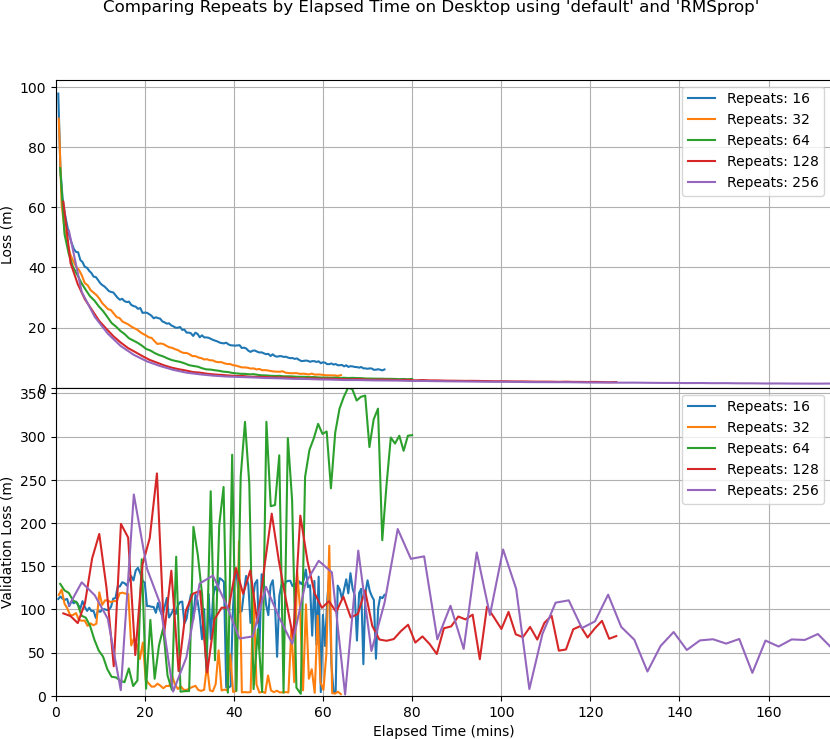 Comparing Repeats by Elapsed Time on Desktop using 'default' and 'RMSprop'
100
80
60
40
20
0
Loss (m)
Repeats: 16
Repeats: 32
Repeats: 64
Repeats: 128
Repeats: 256
350
300
250
200
150
100
50
0
Validation Loss (m)
Repeats: 16
Repeats: 32
Repeats: 64
Repeats: 128
Repeats: 256
0 20 40 60 80 100 120 140 160
Elapsed Time (mins)